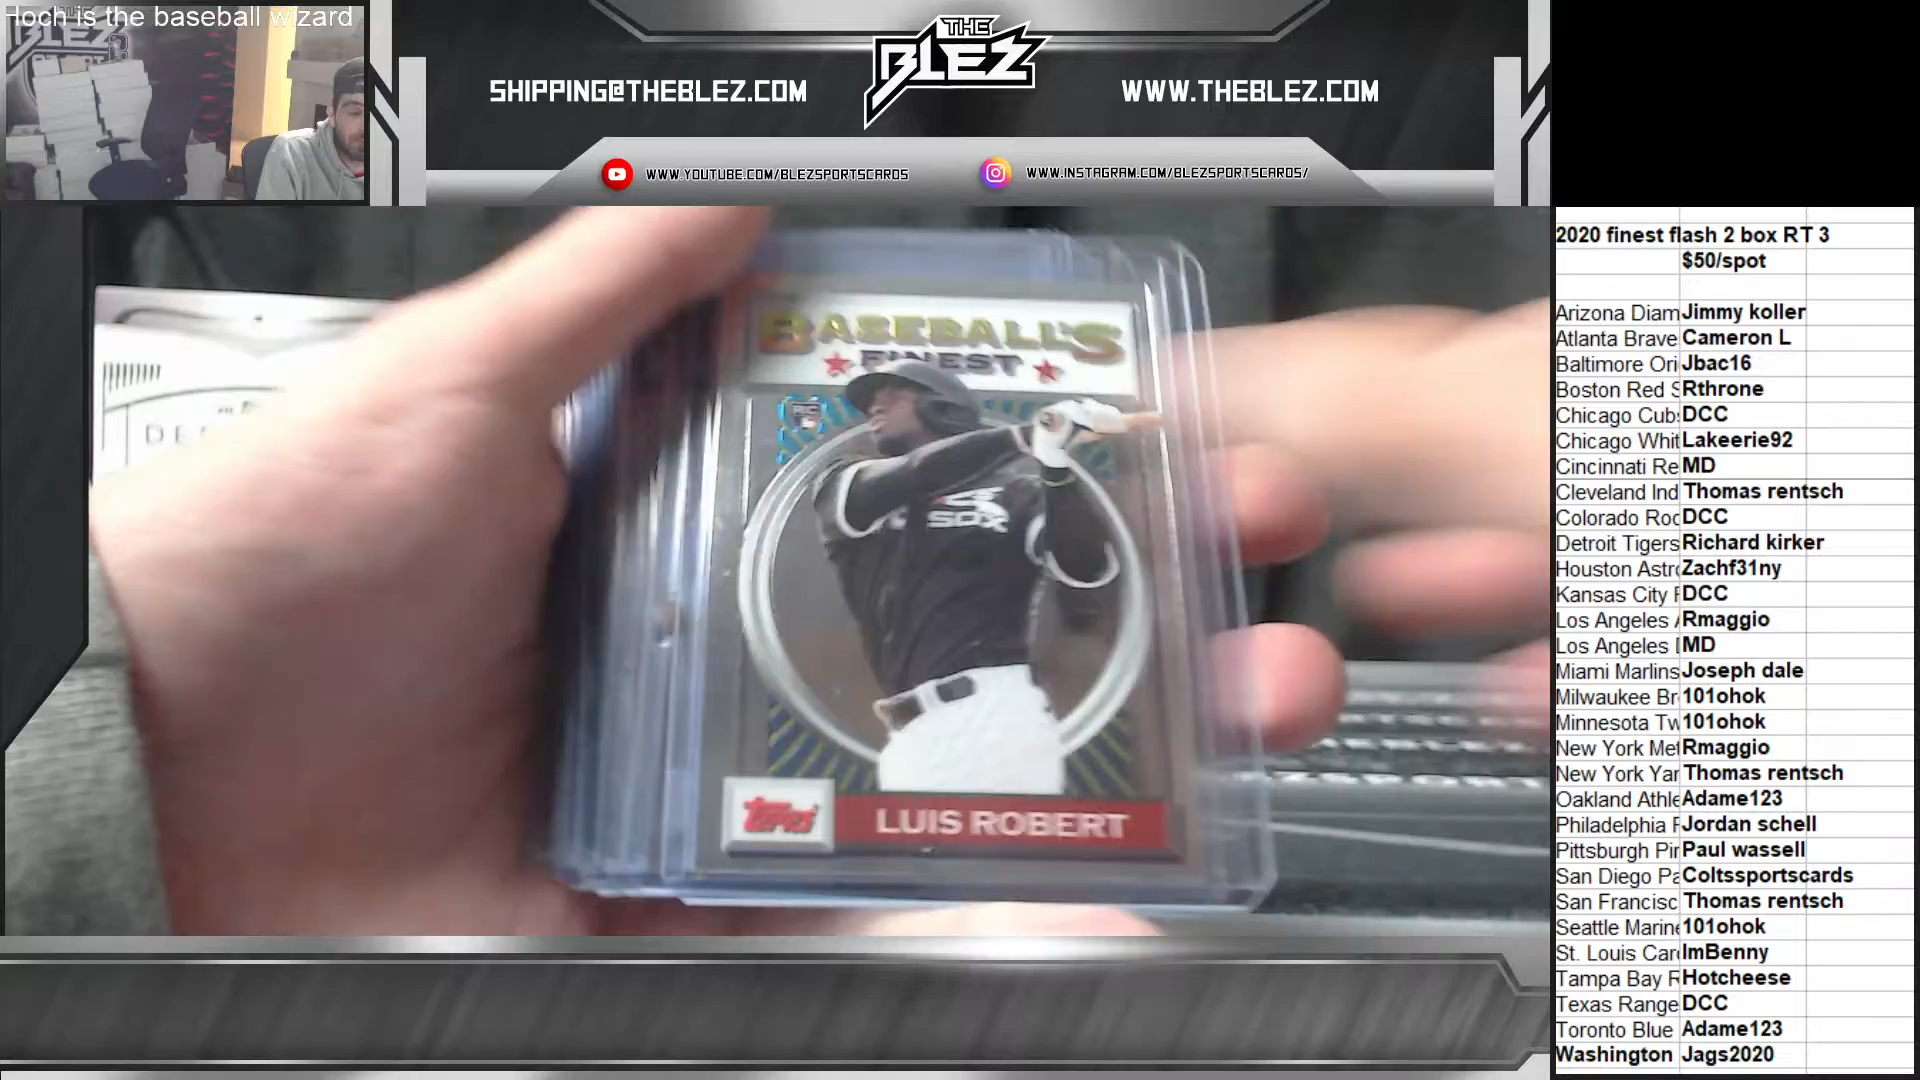 Hoch is the baseball wizard
THE
BLEZ
SHIPPING@THEBLEZ.COM
WWW.THEBLEZ.COM
WWW.YOUTUBE.COM/BLEZSPORTSCARDS
WWW.INSTAGRAM.COM/BLEZSPORTSCARDS/
BASEBALL'S
FINEST
RC
SOX
Topps
LUIS ROBERT
2020 finest flash 2 box RT 3
$50/spot
Arizona Diam Jimmy koller
Atlanta Brave Cameron L
Baltimore Ori Jbac16
Boston Red S Rthrone
Chicago Cubs DCC
Chicago Whit Lakeerie92
Cincinnati Re MD
Cleveland Ind Thomas rentsch
Colorado Roc DCC
Detroit Tigers Richard kirker
Houston Astro Zachf31ny
Kansas City R DCC
Los Angeles A Rmaggio
Los Angeles D MD
Miami Marlins Joseph dale
Milwaukee Br 101ohok
Minnesota Tw 101ohok
New York Met Rmaggio
New York Yan Thomas rentsch
Oakland Athle Adame123
Philadelphia P Jordan schell
Pittsburgh Pir Paul wassell
San Diego Pa Coltssportscards
San Francisc Thomas rentsch
Seattle Marine 101ohok
St. Louis Card ImBenny
Tampa Bay R Hotcheese
Texas Range DCC
Toronto Blue Adame123
Washington Jags2020